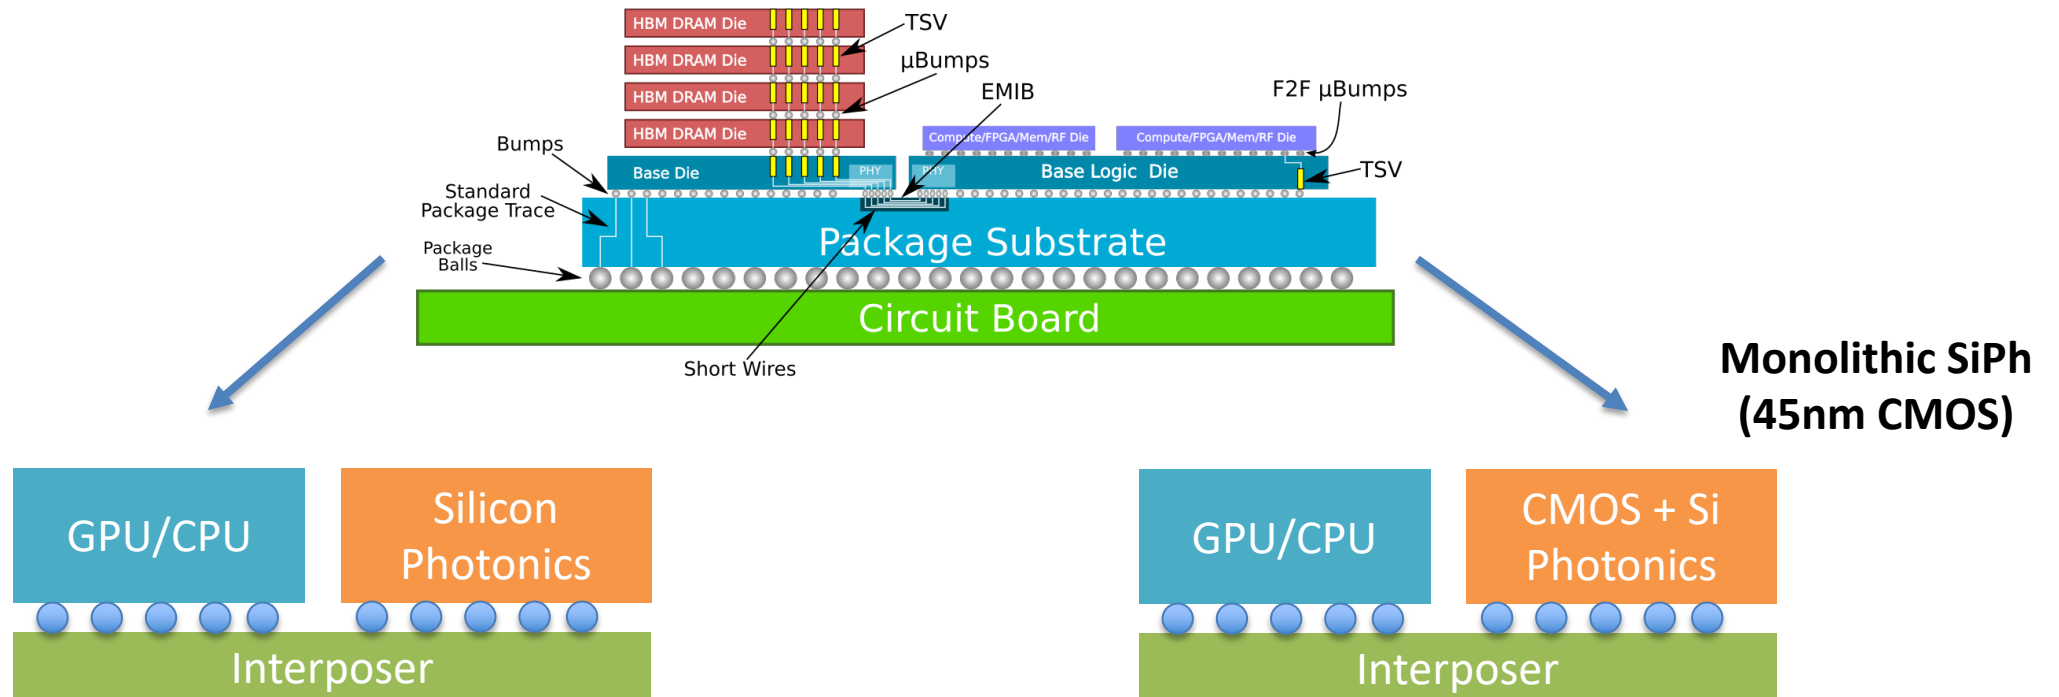 HBM DRAM Die
TSV
HBM DRAM Die
µBumps
HBM DRAM Die
EMIB
F2F µBumps
HBM DRAM Die
Compute/FPGA/Mem/RF Die
Compute/FPGA/Mem/RF Die
Bumps
Base Die
PHY
PHY
Base Logic Die
TSV
Standard
Package Trace
Package Substrate
Package
Balls
Circuit Board
Short Wires
Monolithic SiPh
(45nm CMOS)
GPU/CPU
Silicon
Photonics
Interposer
GPU/CPU
CMOS + Si
Photonics
Interposer